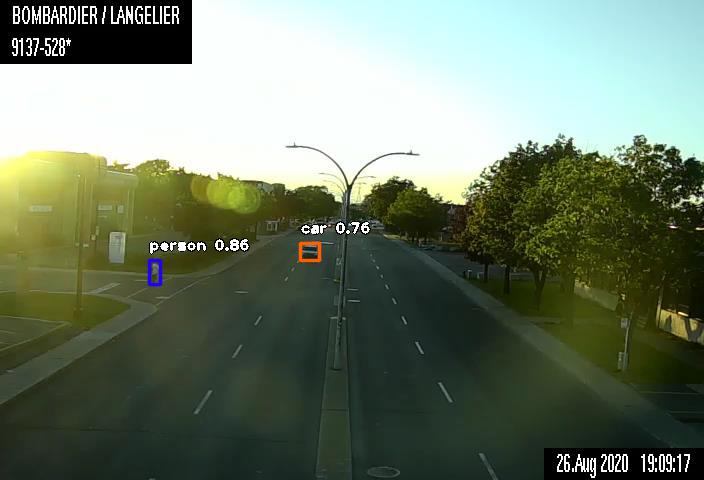 BOMBARDIER / LANGELIER
9137-528*
car 0.76
person 0.86
26.Aug 2020 19:09:17